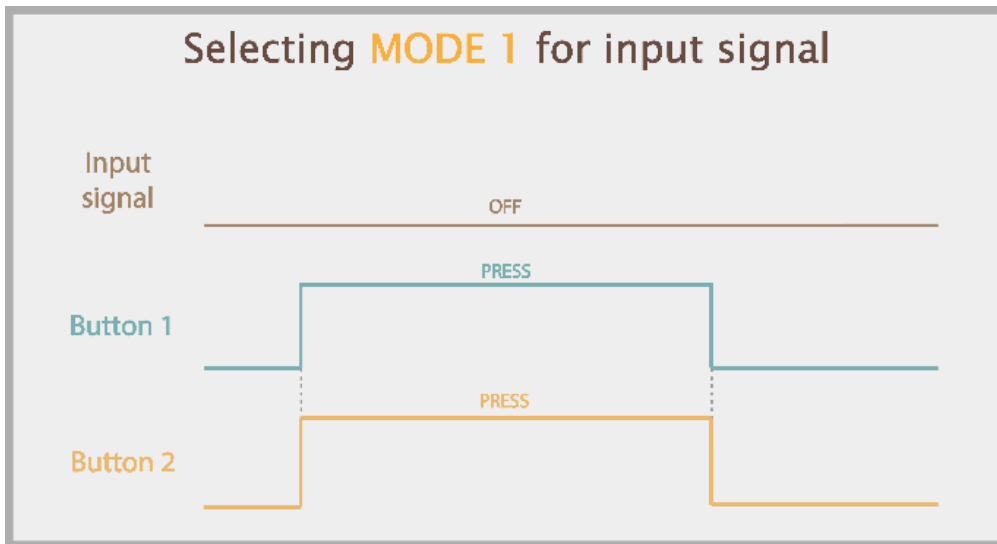 Selecting MODE 1 for input signal
Input
signal
OFF
PRESS
Button 1
PRESS
Button 2